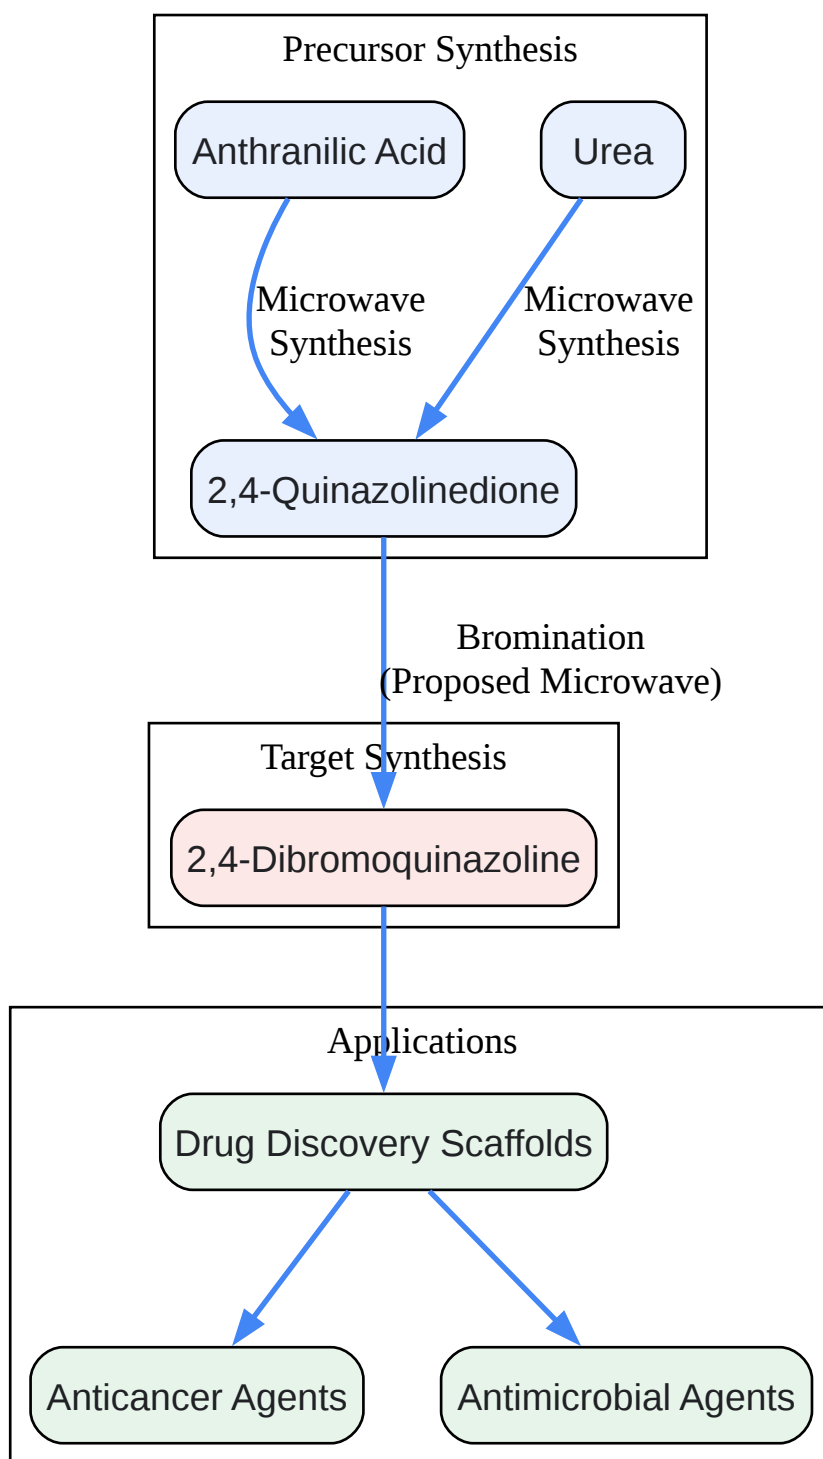 Precursor Synthesis
Anthranilic Acid
Urea
Microwave
Synthesis
Microwave
Synthesis
2,4-Quinazolinedione
Bromination
(Proposed Microwave)
Target Synthesis
2,4-Dibromoquinazoline
Applications
Drug Discovery Scaffolds
Anticancer Agents
Antimicrobial Agents